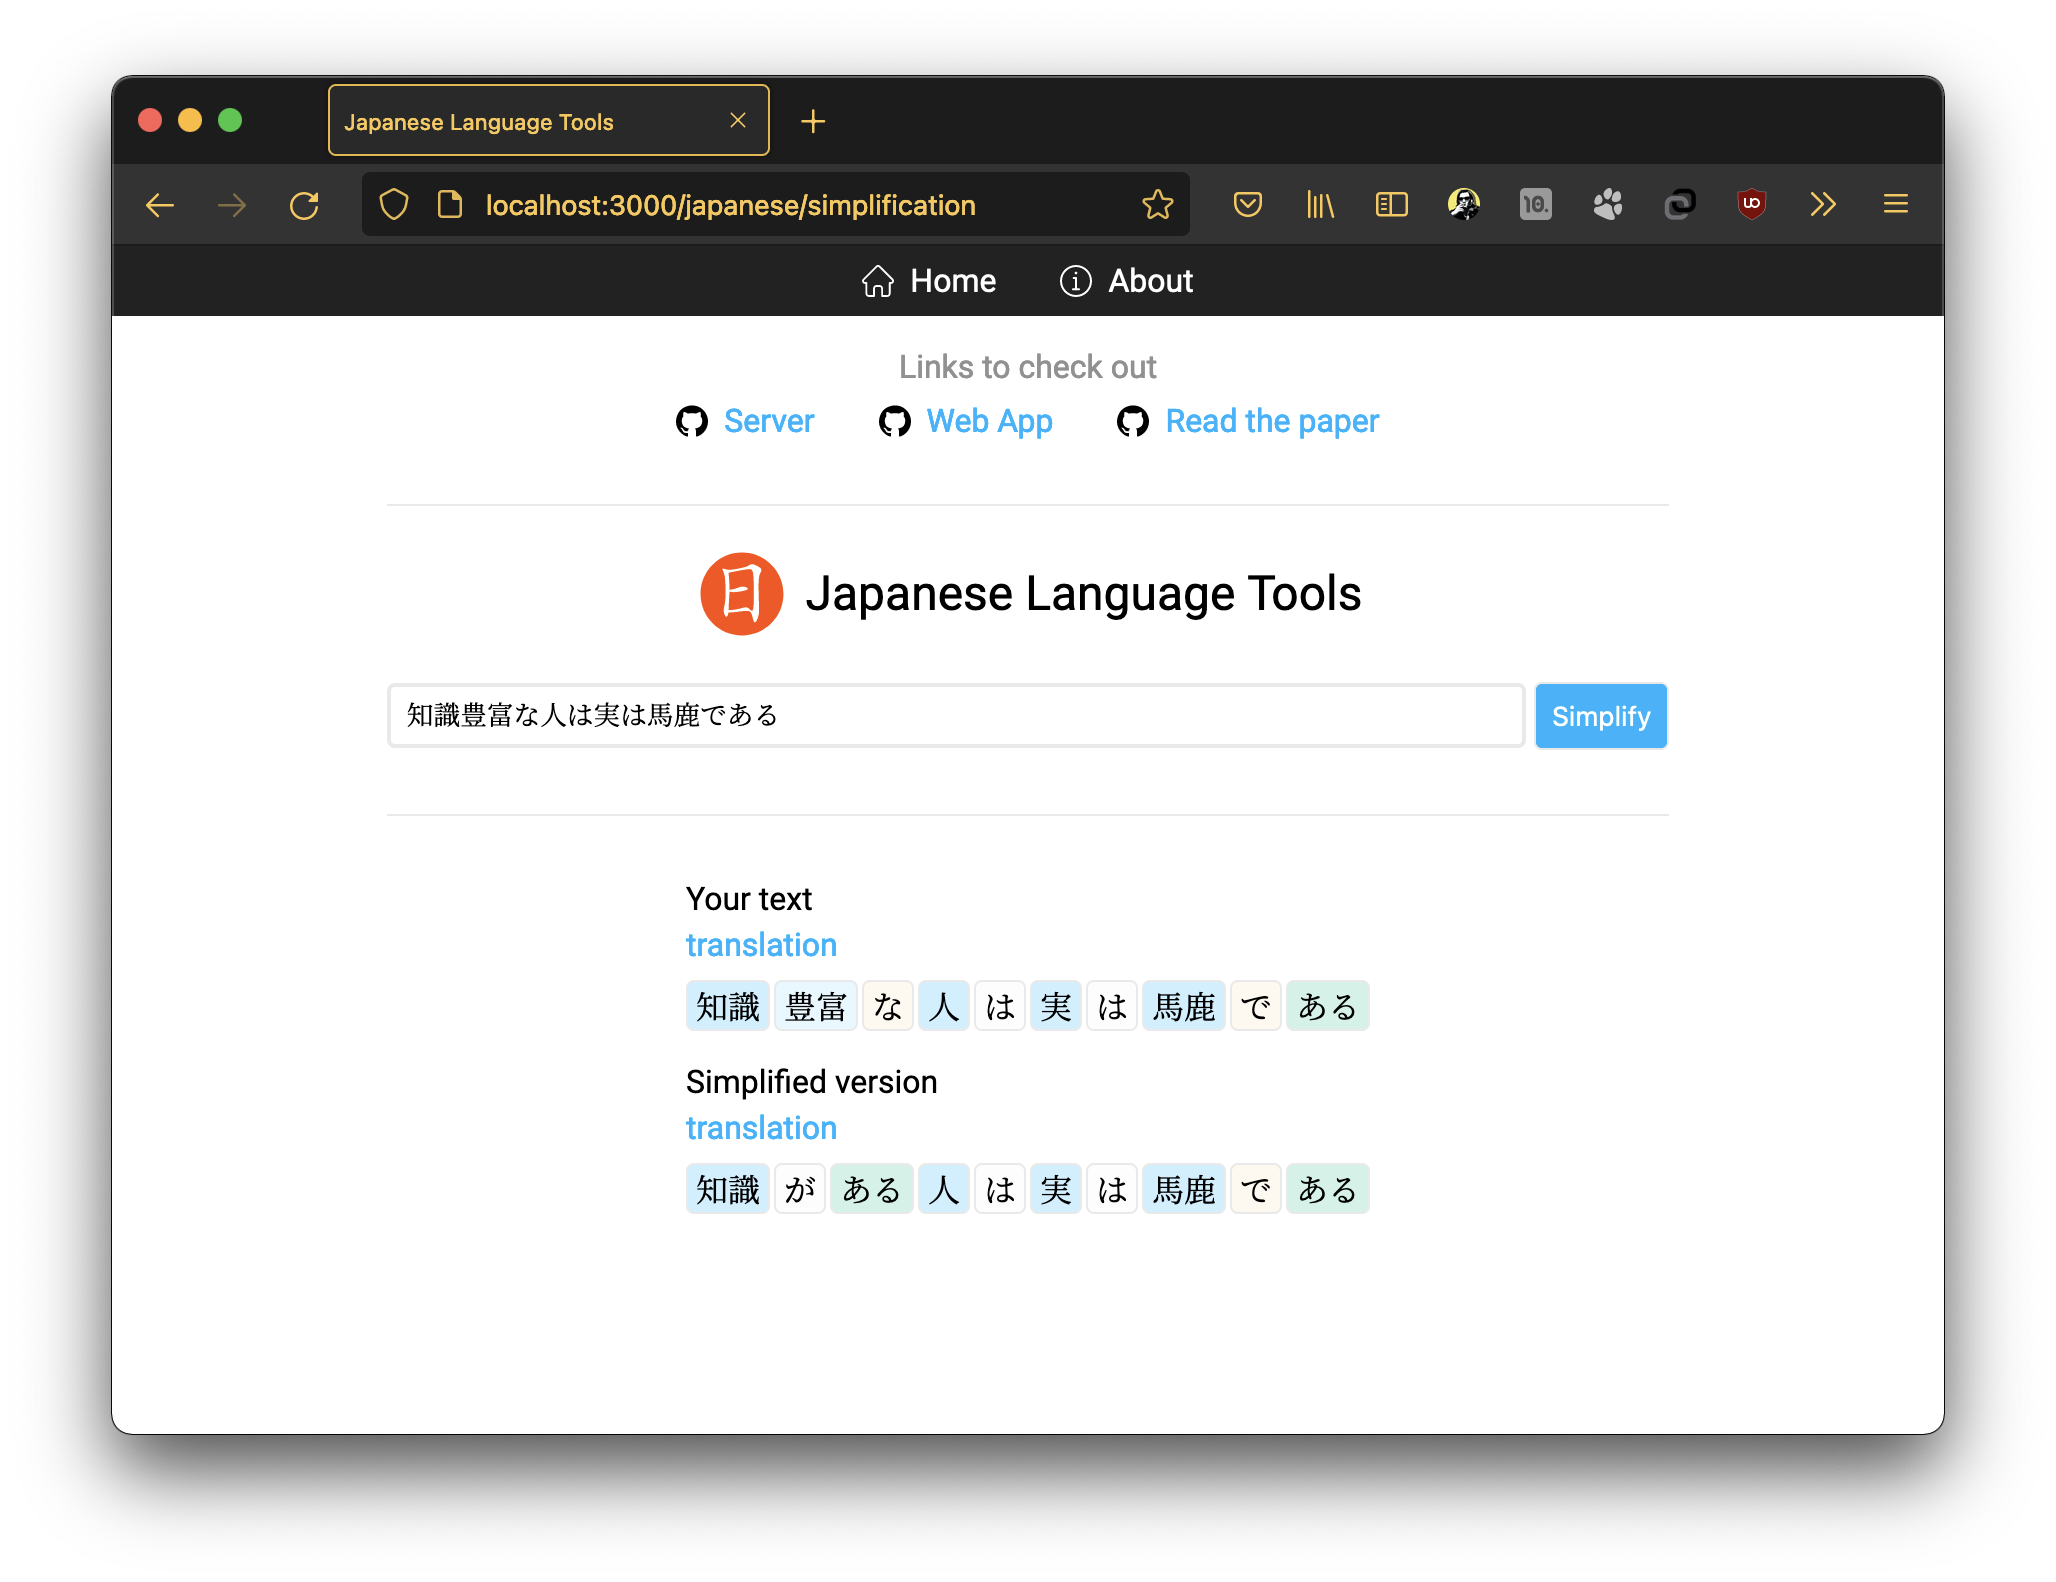 Japanese Language Tools
localhost:3000/japanese/simplification
10.
Home About
Links to check out
Server Web App Read the paper
日 Japanese Language Tools
知識豊富な人は実は馬鹿である Simplify
Your text
translation
知識 豊富 な 人 は 実 は 馬鹿 で ある
Simplified version
translation
知識 が ある 人 は 実 は 馬鹿 で ある